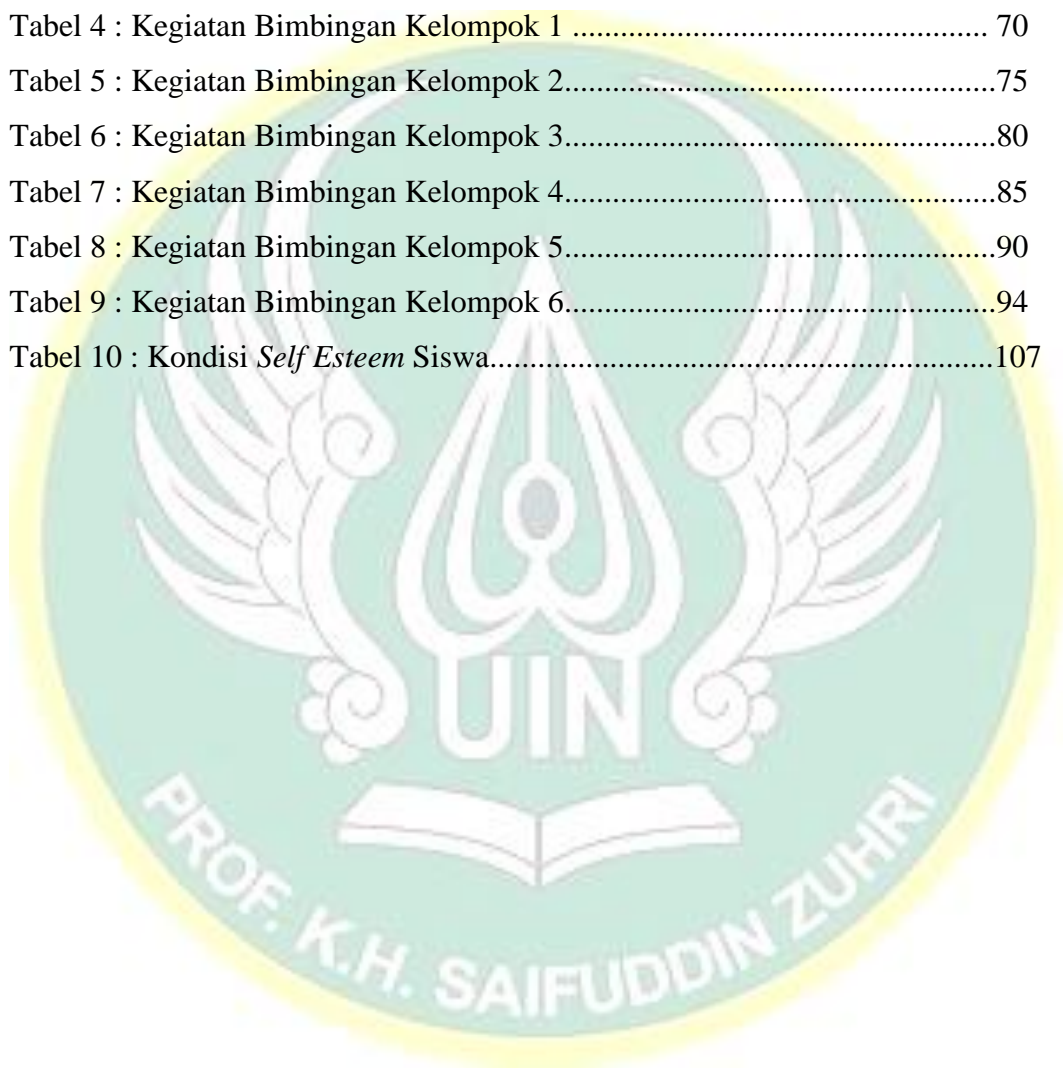 Tabel 4 : Kegiatan Bimbingan Kelompok 1 ...................................................... 70
Tabel 5 : Kegiatan Bimbingan Kelompok 2........................................................75
Tabel 6 : Kegiatan Bimbingan Kelompok 3........................................................80
Tabel 7 : Kegiatan Bimbingan Kelompok 4........................................................85
Tabel 8 : Kegiatan Bimbingan Kelompok 5........................................................90
Tabel 9 : Kegiatan Bimbingan Kelompok 6........................................................94
Tabel 10 : Kondisi Self Esteem Siswa.................................................................107
UIN
PROF. K.H. SAIFUDDIN ZUHRI